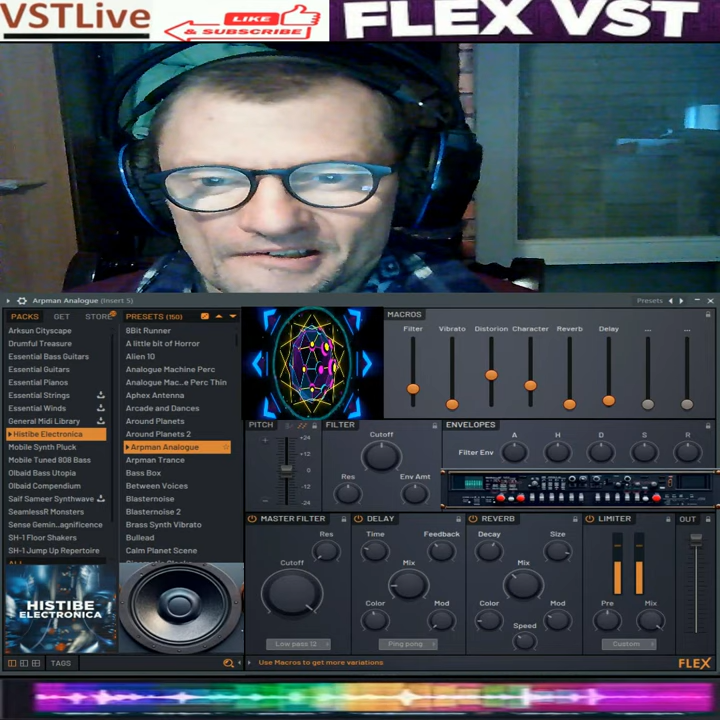 VSTLive
LIKE
& SUBSCRIBE
FLEX VST
Arpman Analogue (Insert 5)
Presets
PACKS
GET
STORE
Arksun Cityscape
Drumful Treasure
Essential Bass Guitars
Essential Guitars
Essential Pianos
Essential Strings
Essential Winds
General Midi Library
Histibe Electronica
Mobile Synth Pluck
Mobile Tuned 808 Bass
Olbaid Bass Utopia
Olbaid Compendium
Saif Sameer Synthwave
SeamlessR Monsters
Sense Gemin..agnificence
SH-1 Floor Shakers
SH-1 Jump Up Repertoire
ALL
HISTIBE
ELECTRONICA
TAGS
PRESETS (150)
8Bit Runner
A little bit of Horror
Alien 10
Analogue Machine Perc
Analogue Mac...e Perc Thin
Aphex Antenna
Arcade and Dances
Around Planets
Around Planets 2
Arpman Analogue
Arpman Trance
Bass Box
Between Voices
Blasternoise
Blasternoise 2
Brass Synth Vibrato
Bullead
Calm Planet Scene
MACROS
Filter
Vibrato
Distorion
Character
Reverb
Delay
...
...
PITCH
+24
+12
0
-12
-24
FILTER
Cutoff
Res
Env Amt
ENVELOPES
Filter Env
A
H
D
S
R
MASTER FILTER
Res
Cutoff
Low pass 12
DELAY
Time
Feedback
Mix
Color
Mod
Ping pong
REVERB
Decay
Size
Mix
Color
Mod
Speed
LIMITER
Pre
Mix
Custom
OUT
Use Macros to get more variations
FLEX